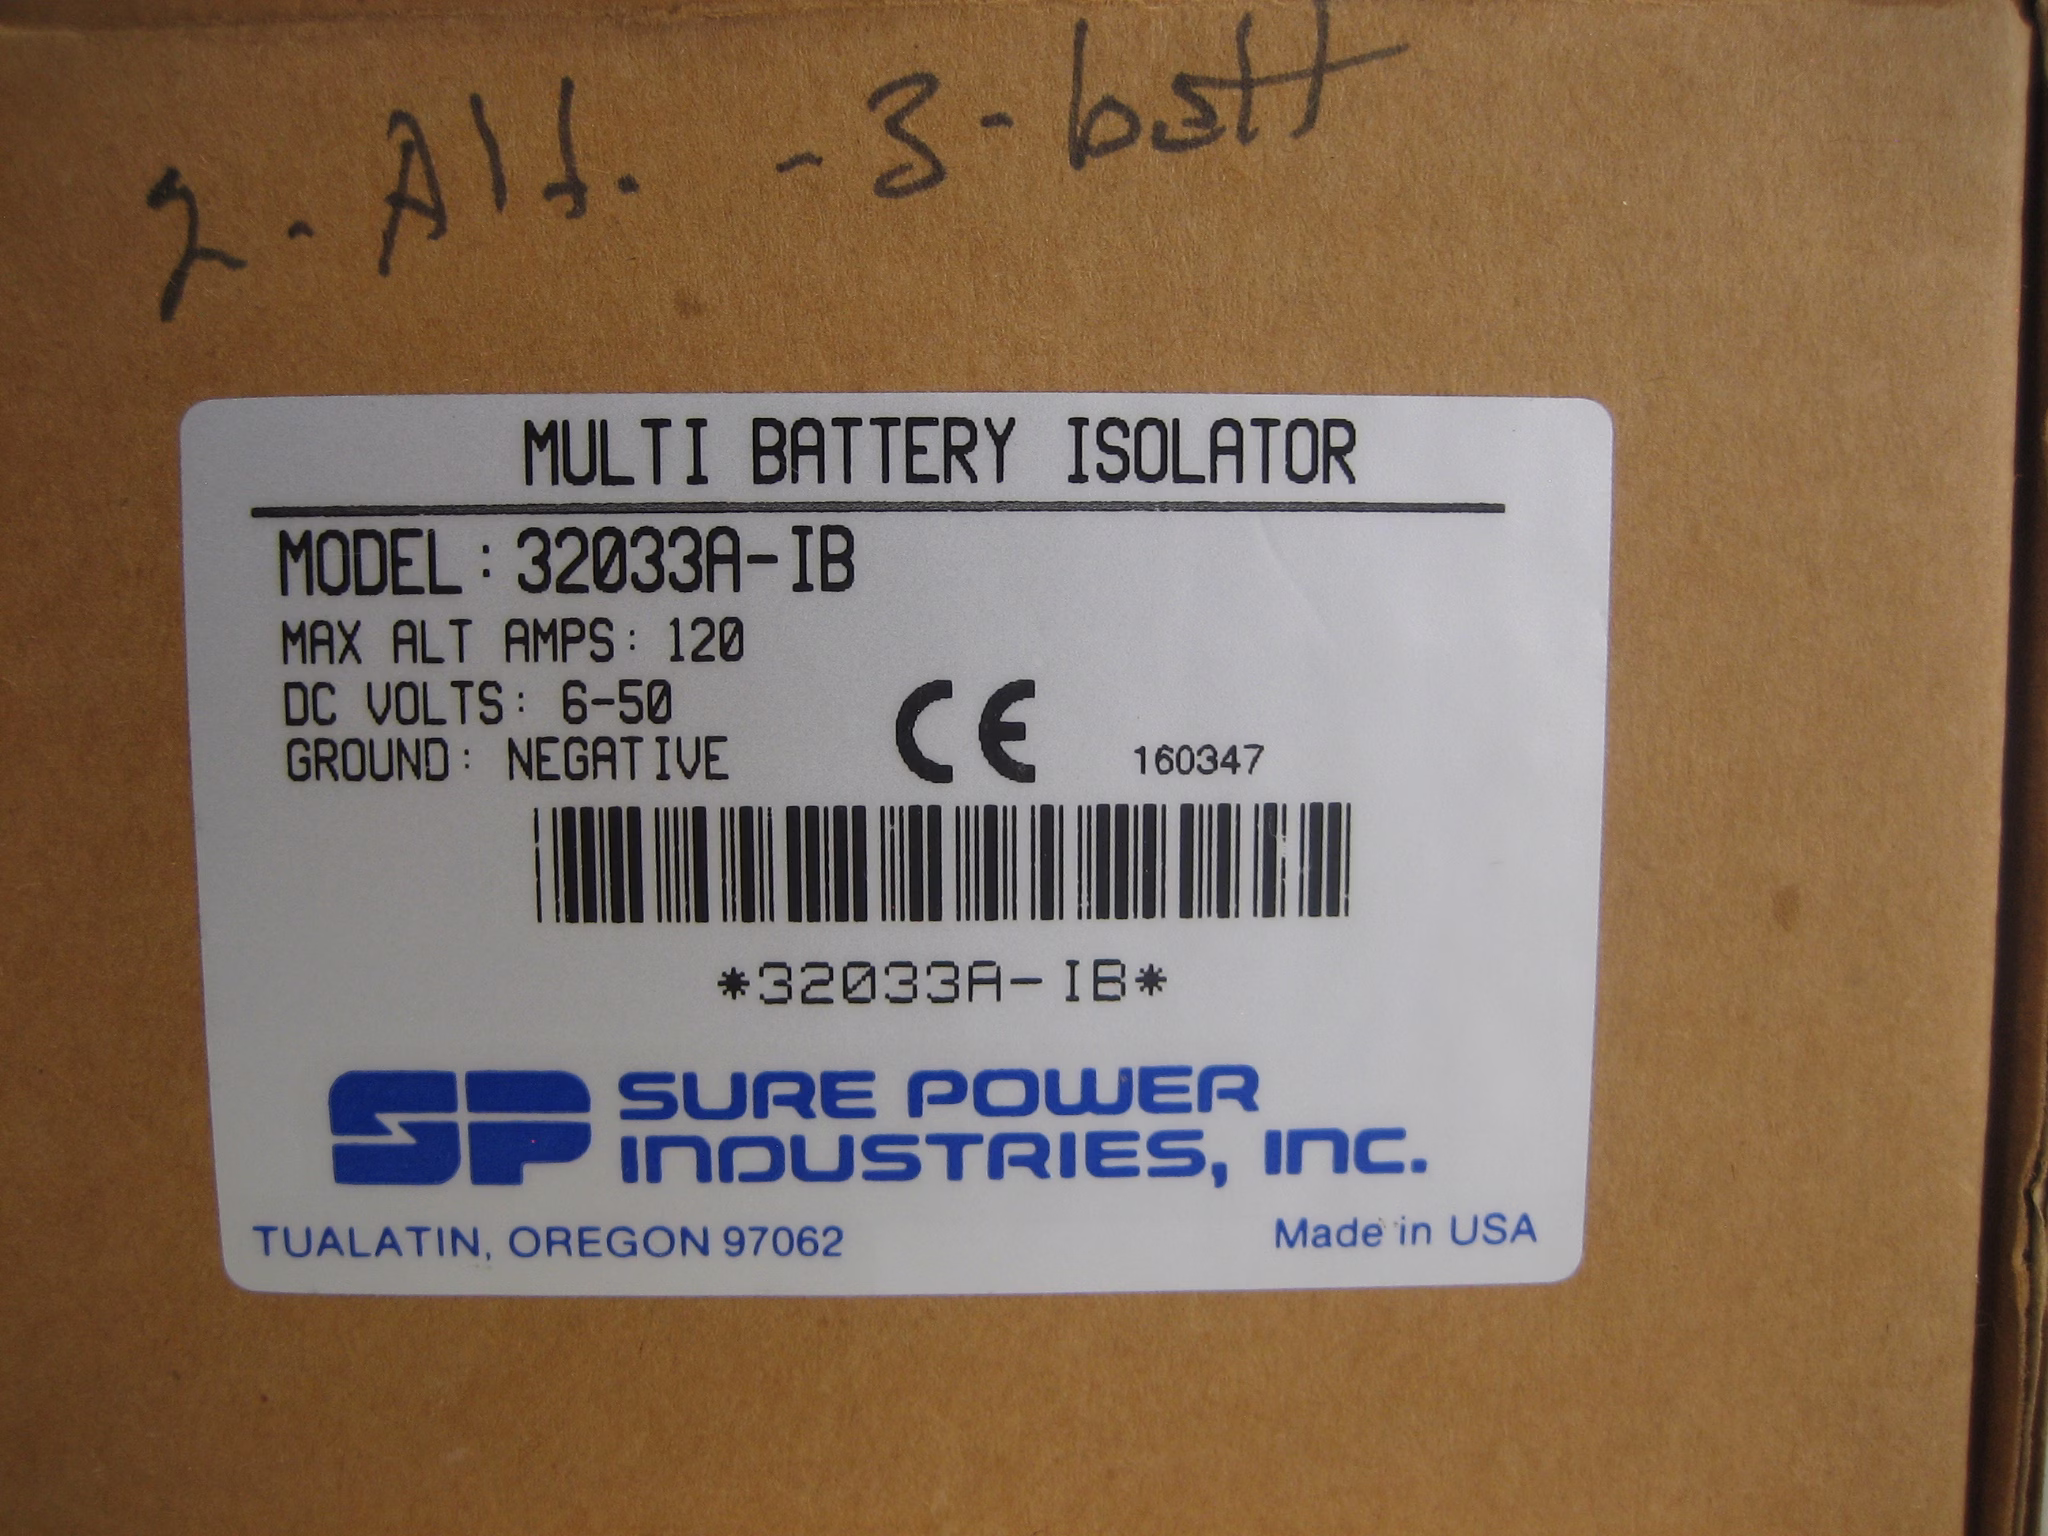 2 - Alt. - 3 - batt
MULTI BATTERY ISOLATOR
MODEL: 32033A-IB
MAX ALT AMPS: 120
DC VOLTS: 6-50
GROUND: NEGATIVE
CE
160347
*32033A-IB*
SP SURE POWER
INDUSTRIES, INC.
TUALATIN, OREGON 97062
Made in USA